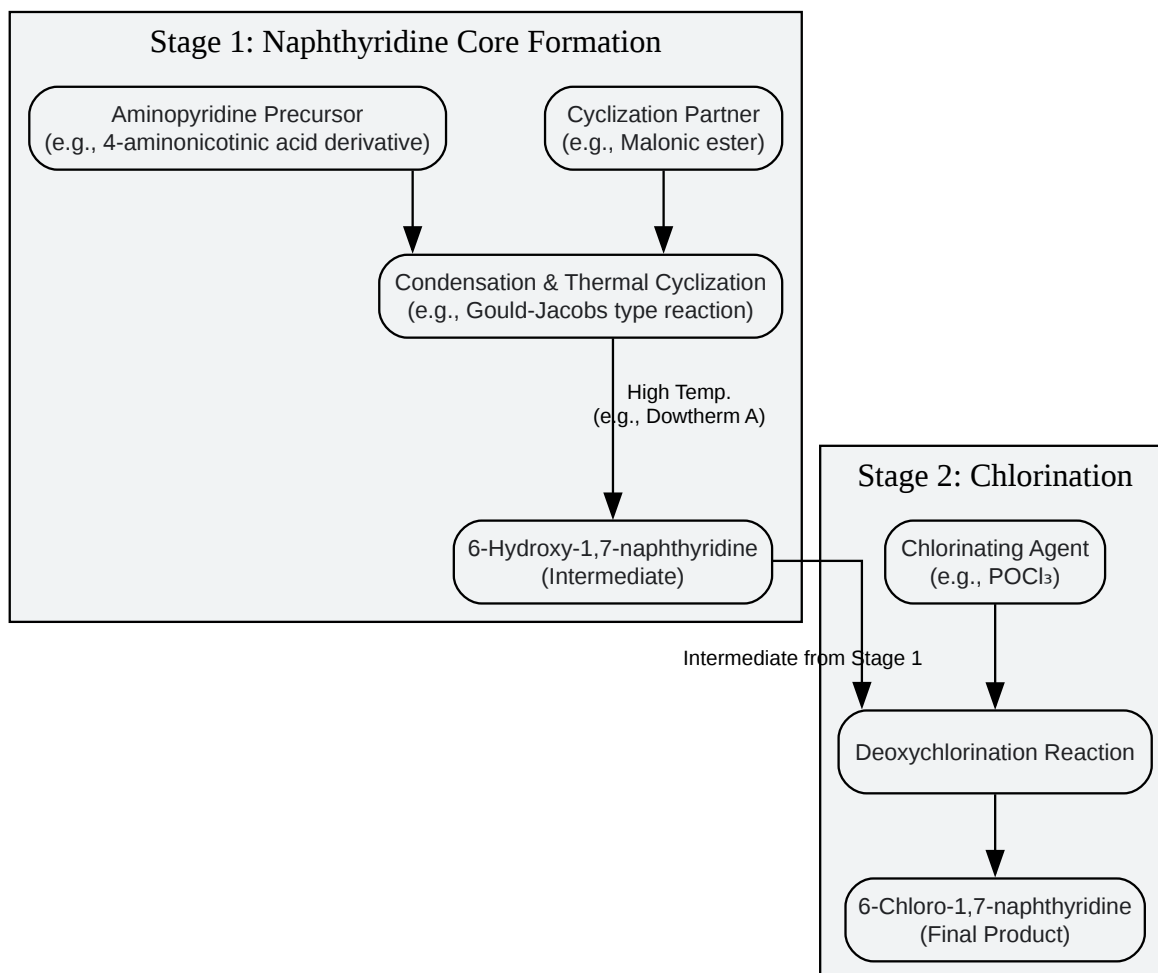 Stage 1: Naphthyridine Core Formation
Aminopyridine Precursor
(e.g., 4-aminonicotinic acid derivative)
Cyclization Partner
(e.g., Malonic ester)
Condensation & Thermal Cyclization
(e.g., Gould-Jacobs type reaction)
High Temp.
(e.g., Dowtherm A)
6-Hydroxy-1,7-naphthyridine
(Intermediate)
Stage 2: Chlorination
Chlorinating Agent
(e.g., POCl₃)
Intermediate from Stage 1
Deoxychlorination Reaction
6-Chloro-1,7-naphthyridine
(Final Product)